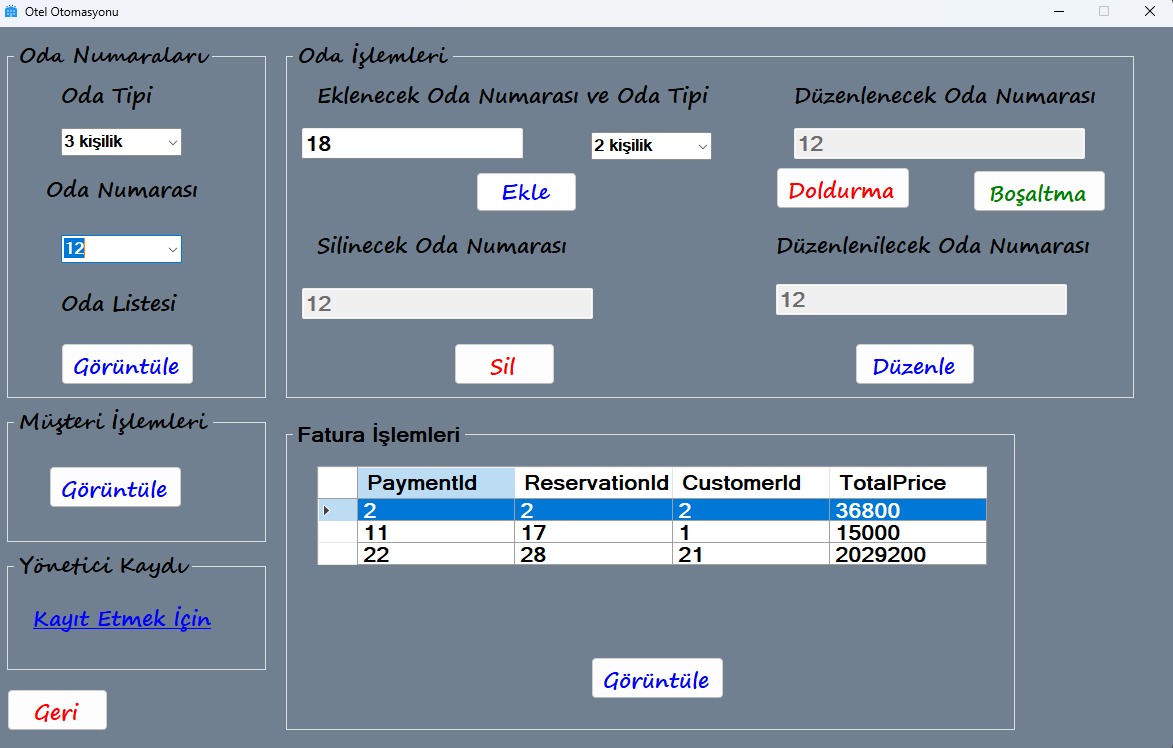 Otel Otomasyonu
Oda Numaraları
Oda Tipi
3 kişilik
Oda Numarası
12
Oda Listesi
Görüntüle
Oda İşlemleri
Eklenecek Oda Numarası ve Oda Tipi
18
2 kişilik
Ekle
Silinecek Oda Numarası
12
Sil
Düzenlenecek Oda Numarası
12
Doldurma
Boşaltma
Düzenlenilecek Oda Numarası
12
Düzenle
Müşteri İşlemleri
Görüntüle
Yönetici Kaydı
Kayıt Etmek İçin
Geri
Fatura İşlemleri
PaymentId ReservationId CustomerId TotalPrice
2 2 2 36800
11 17 1 15000
22 28 21 2029200
Görüntüle